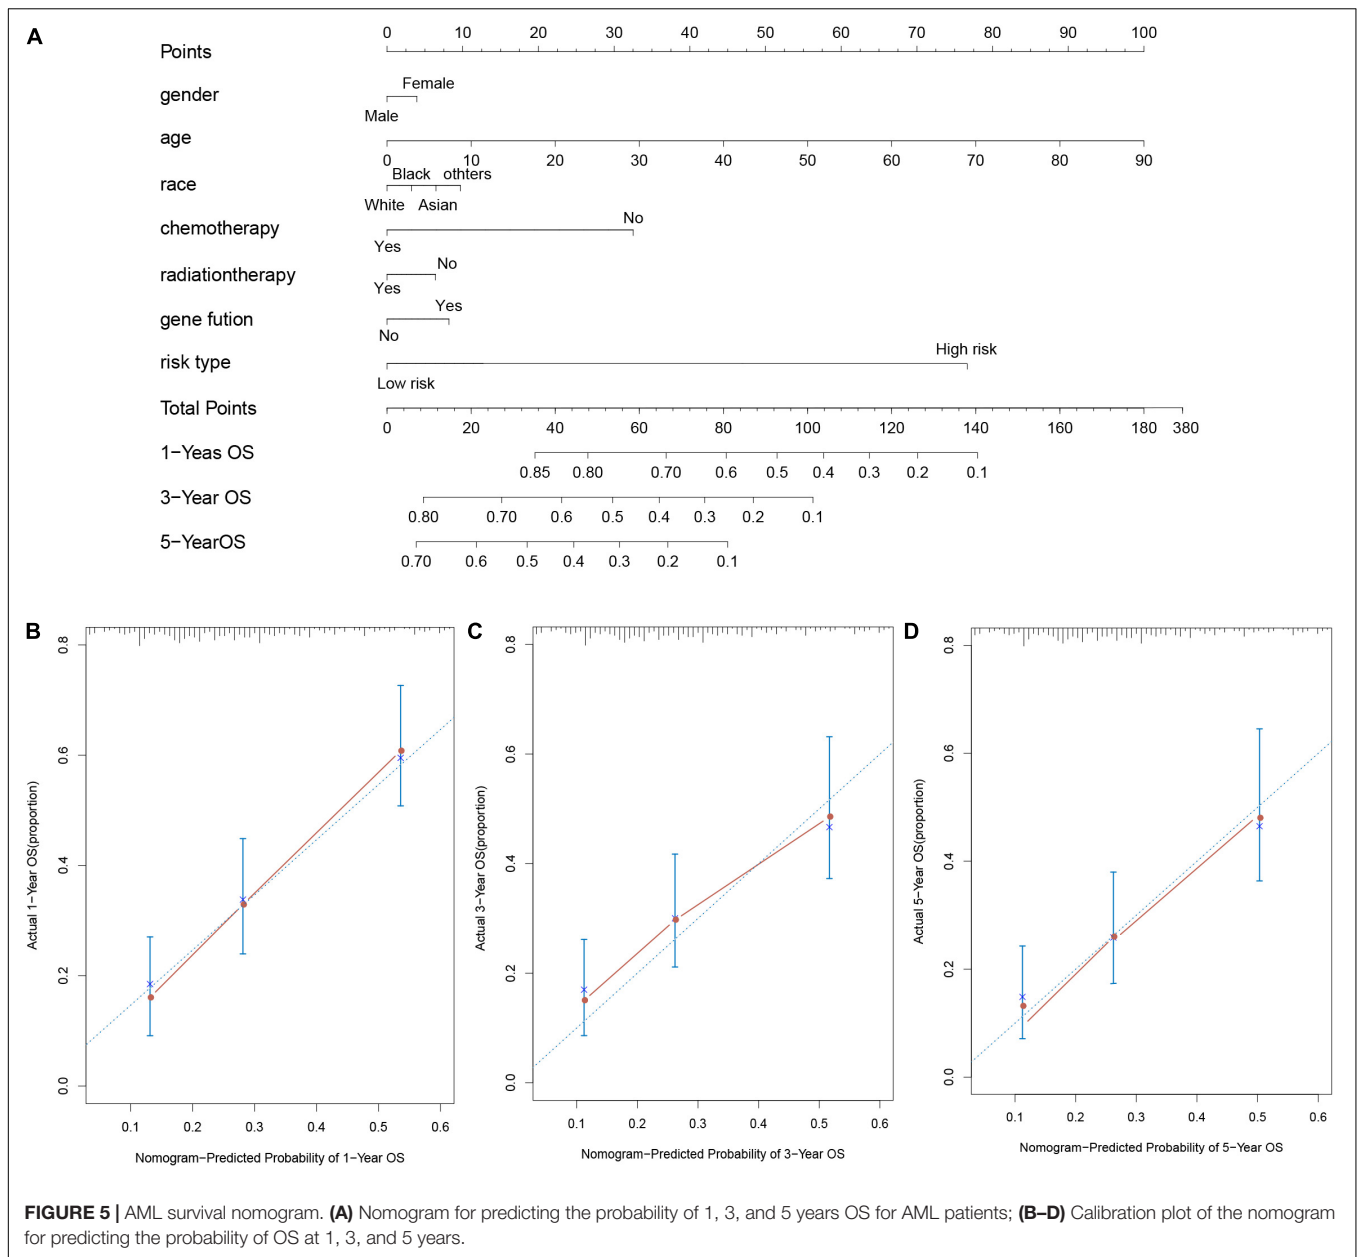 A
Points
0 10 20 30 40 50 60 70 80 90 100
gender
Female
Male
age
0 10 20 30 40 50 60 70 80 90
race
Black othters
White Asian
chemotherapy
No
Yes
radiationtherapy
No
Yes
gene fution
Yes
No
risk type
High risk
Low risk
Total Points
0 20 40 60 80 100 120 140 160 180 380
1−Yeas OS
0.85 0.80 0.70 0.6 0.5 0.4 0.3 0.2 0.1
3−Year OS
0.80 0.70 0.6 0.5 0.4 0.3 0.2 0.1
5−YearOS
0.70 0.6 0.5 0.4 0.3 0.2 0.1
B
Actual 1−Year OS(proportion)
0.8
0.6
0.4
0.2
0.0
0.1 0.2 0.3 0.4 0.5 0.6
Nomogram−Predicted Probability of 1−Year OS
C
Actual 3−Year OS(proportion)
0.8
0.6
0.4
0.2
0.0
0.1 0.2 0.3 0.4 0.5 0.6
Nomogram−Predicted Probability of 3−Year OS
D
Actual 5−Year OS(proportion)
0.8
0.6
0.4
0.2
0.0
0.1 0.2 0.3 0.4 0.5 0.6
Nomogram−Predicted Probability of 5−Year OS
FIGURE 5 | AML survival nomogram. (A) Nomogram for predicting the probability of 1, 3, and 5 years OS for AML patients; (B–D) Calibration plot of the nomogram
for predicting the probability of OS at 1, 3, and 5 years.